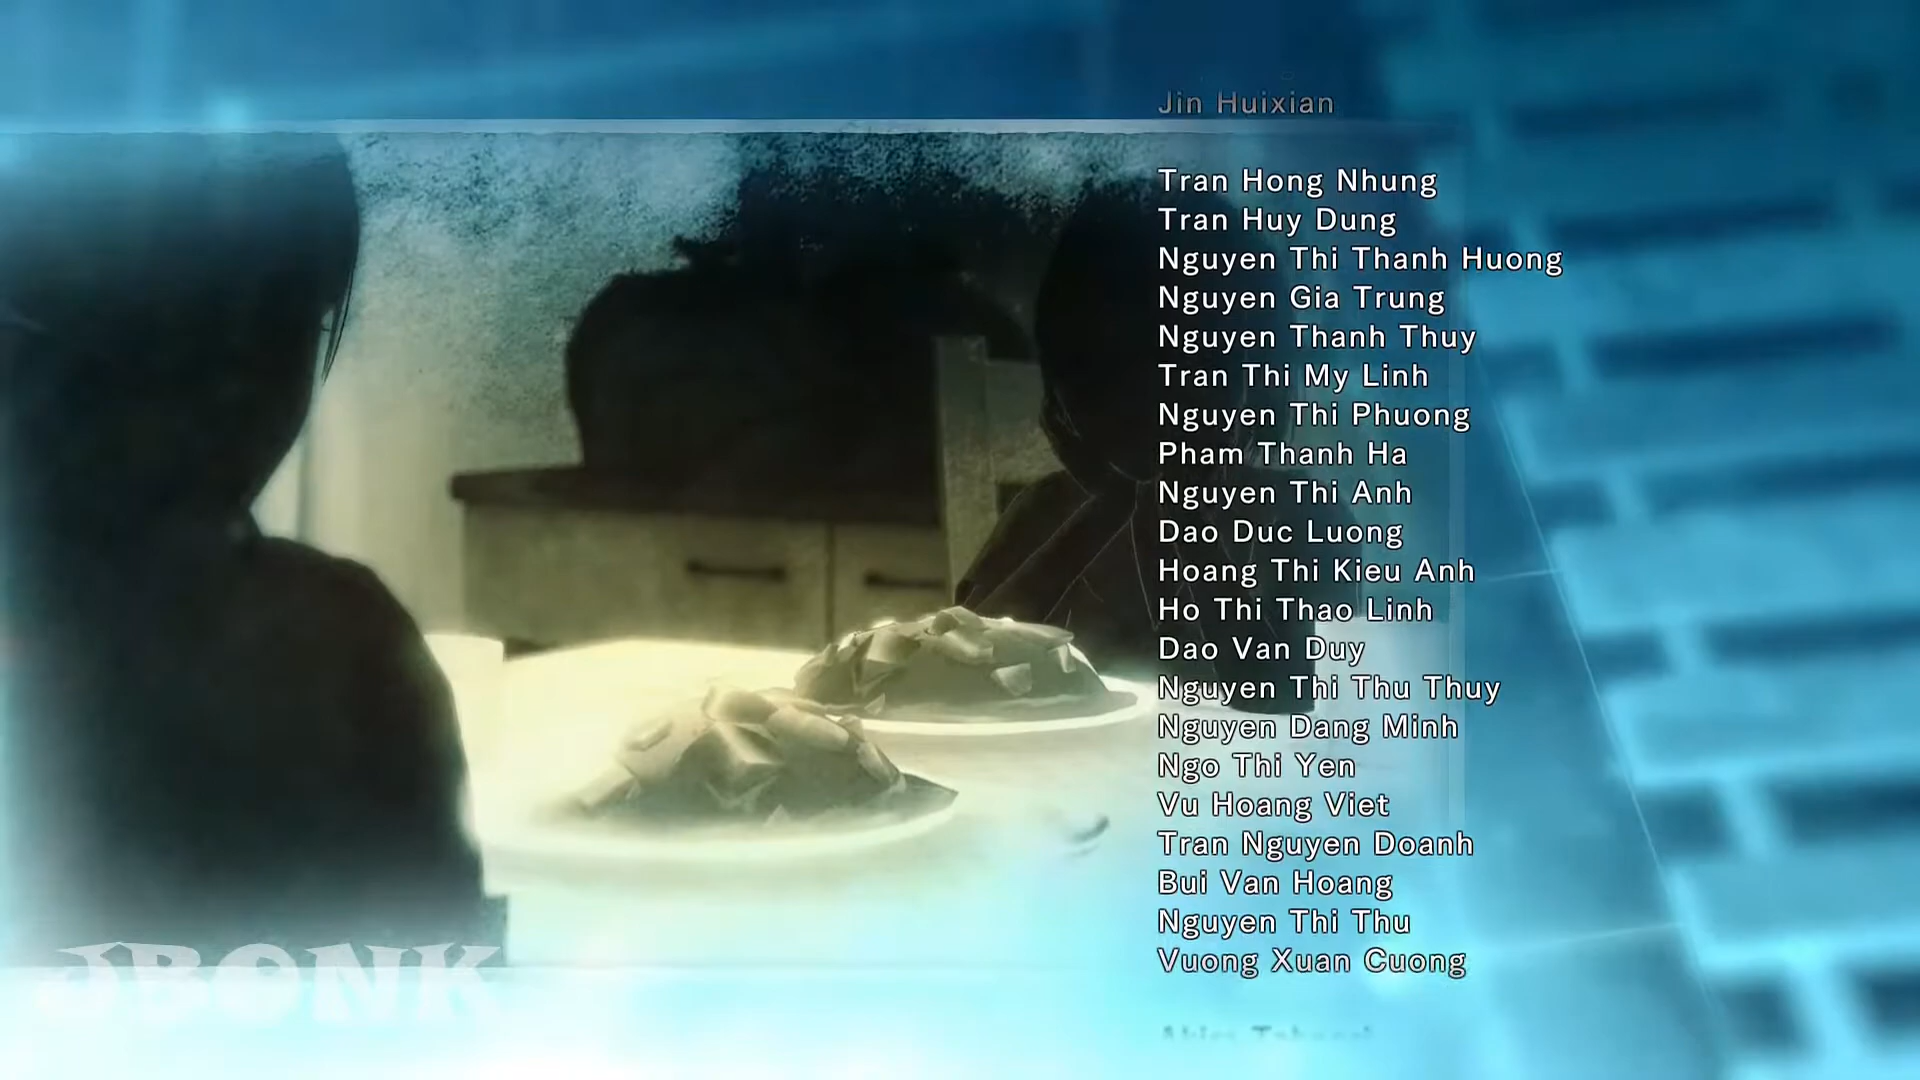 Jin Huixian
Tran Hong Nhung
Tran Huy Dung
Nguyen Thi Thanh Huong
Nguyen Gia Trung
Nguyen Thanh Thuy
Tran Thi My Linh
Nguyen Thi Phuong
Pham Thanh Ha
Nguyen Thi Anh
Dao Duc Luong
Hoang Thi Kieu Anh
Ho Thi Thao Linh
Dao Van Duy
Nguyen Thi Thu Thuy
Nguyen Dang Minh
Ngo Thi Yen
Vu Hoang Viet
Tran Nguyen Doanh
Bui Van Hoang
Nguyen Thi Thu
Vuong Xuan Cuong
JBONK